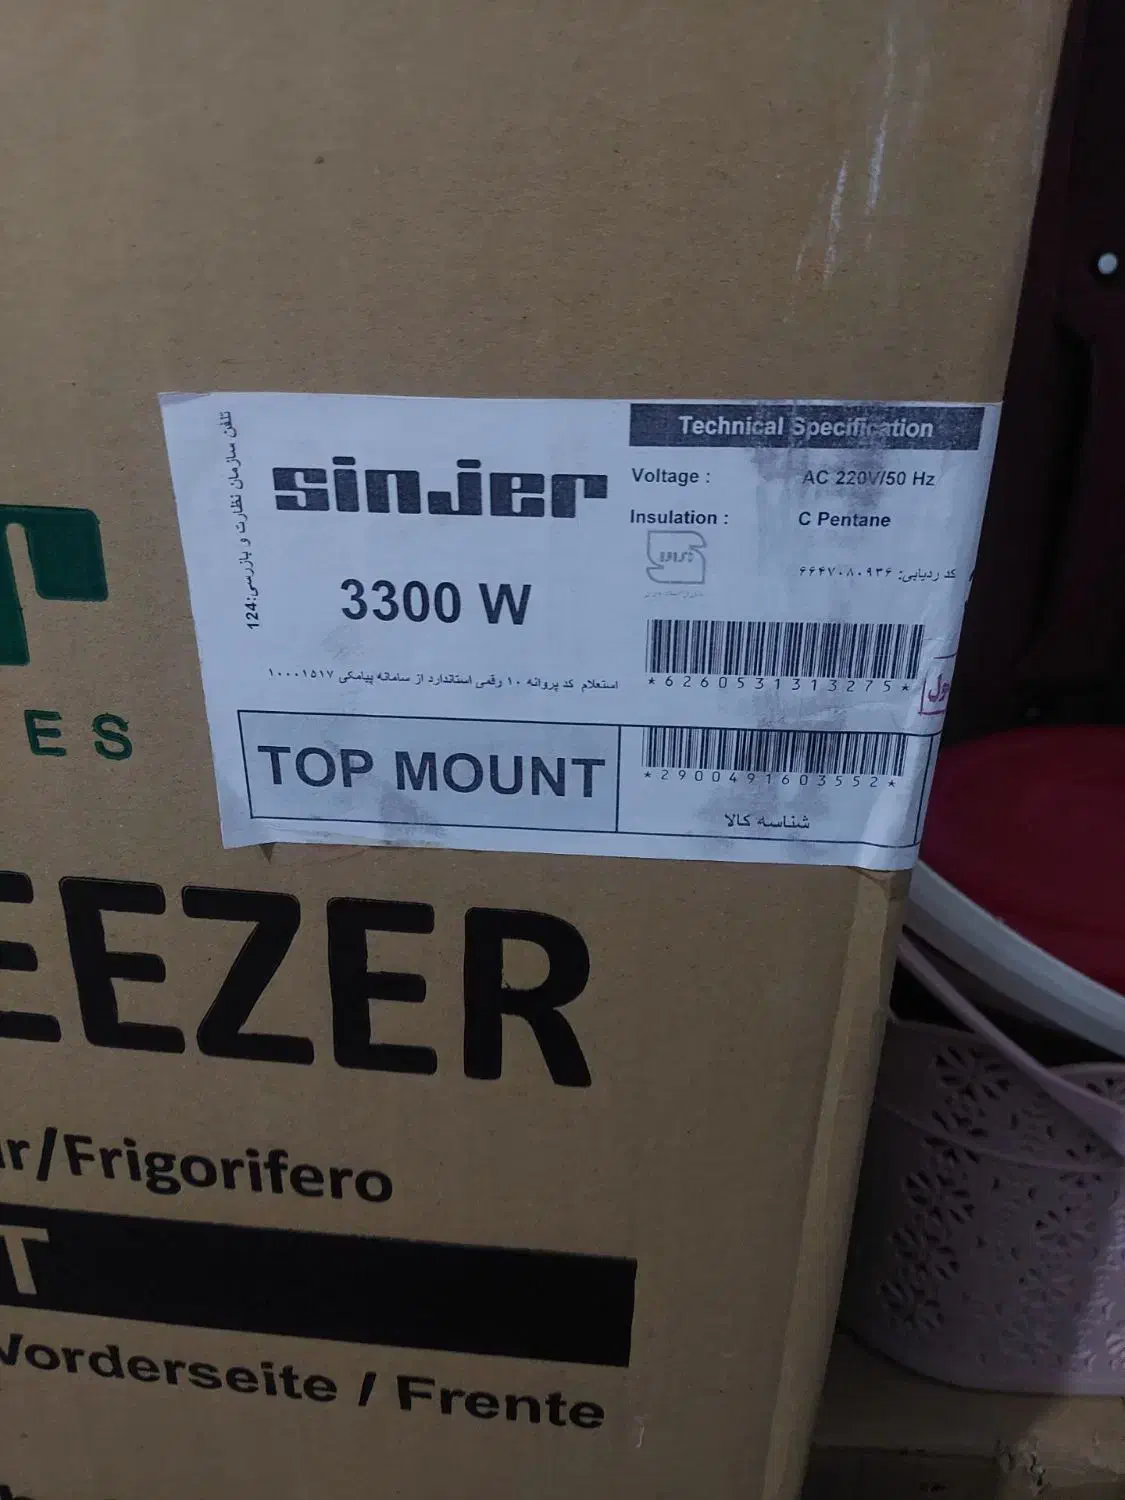 تلفن سازمان نظارت و بازرسی:124
sinjer
3300 W
استعلام کد پروانه ۱۰ رقمی استاندارد از سامانه پیامکی ۱۰۰۰۱۵۱۷
TOP MOUNT
Technical Specification
Voltage : AC 220V/50 Hz
Insulation : C Pentane
کد ردیابی: ۶۶۴۷۰۸۰۹۳۶
*6260531313275*
*2900491603552*
شناسه کالا
ES
EEZER
r/Frigorifero
T
Vorderseite / Frente